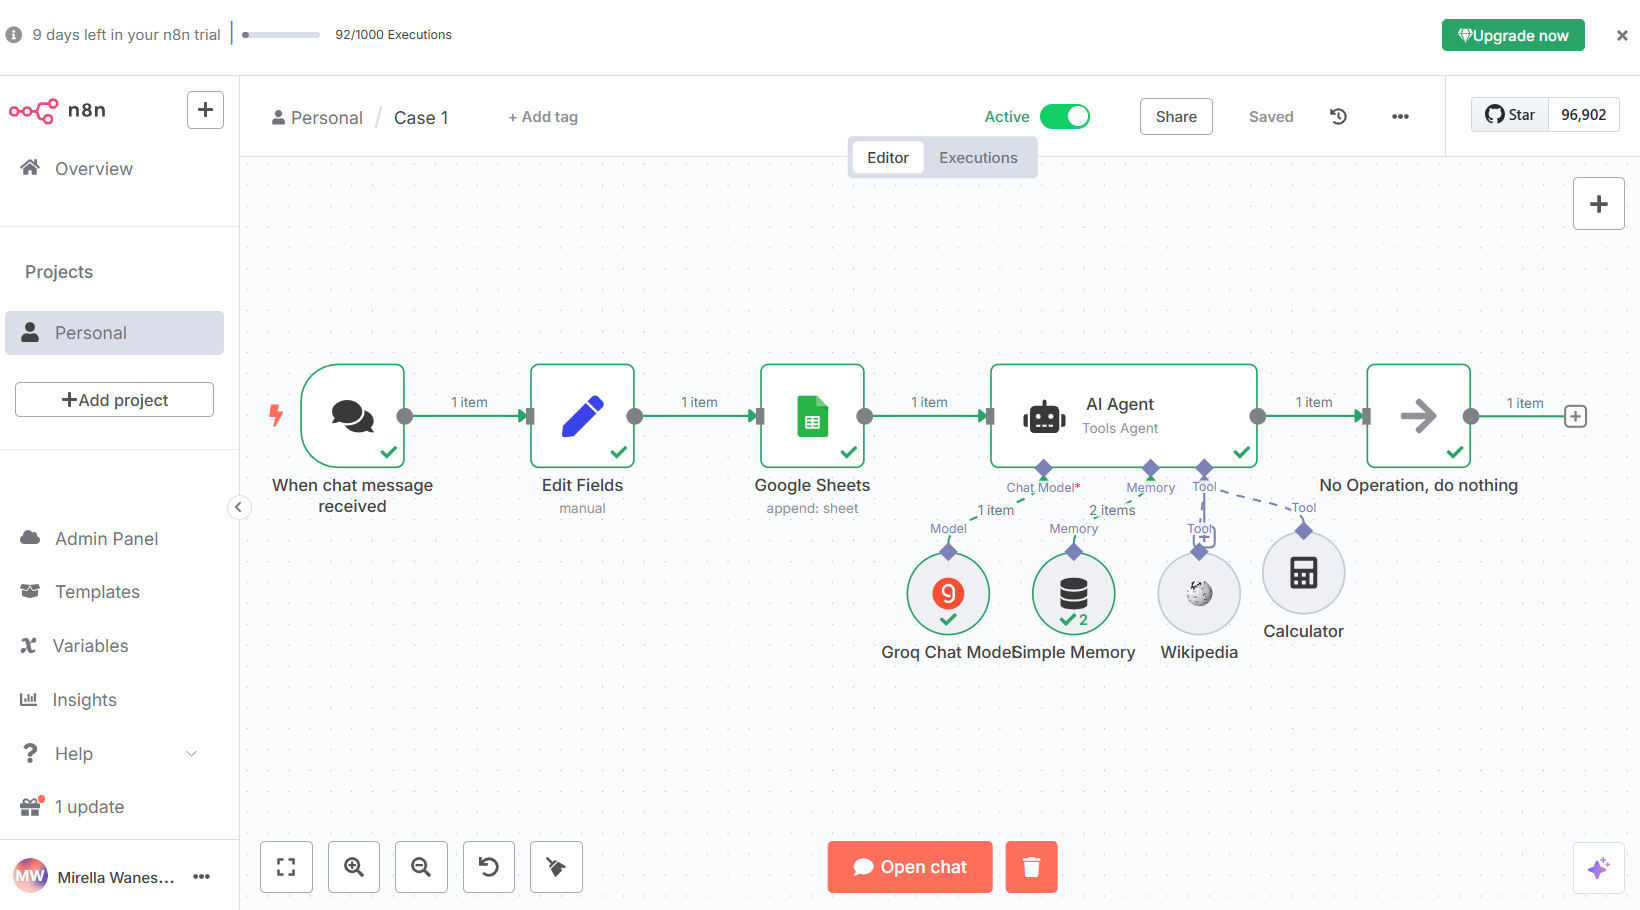 9 days left in your n8n trial
92/1000 Executions
Upgrade now
n8n
Personal / Case 1
+ Add tag
Active
Share
Saved
Star
96,902
Editor
Executions
Overview
Projects
Personal
Add project
Admin Panel
Templates
Variables
Insights
Help
1 update
MW
Mirella Wanes...
1 item
1 item
1 item
1 item
1 item
When chat message
received
Edit Fields
manual
Google Sheets
append: sheet
AI Agent
Tools Agent
No Operation, do nothing
Chat Model*
Memory
Tool
1 item
2 items
Model
Memory
Tool
Tool
2
Groq Chat Model
Simple Memory
Wikipedia
Calculator
Open chat